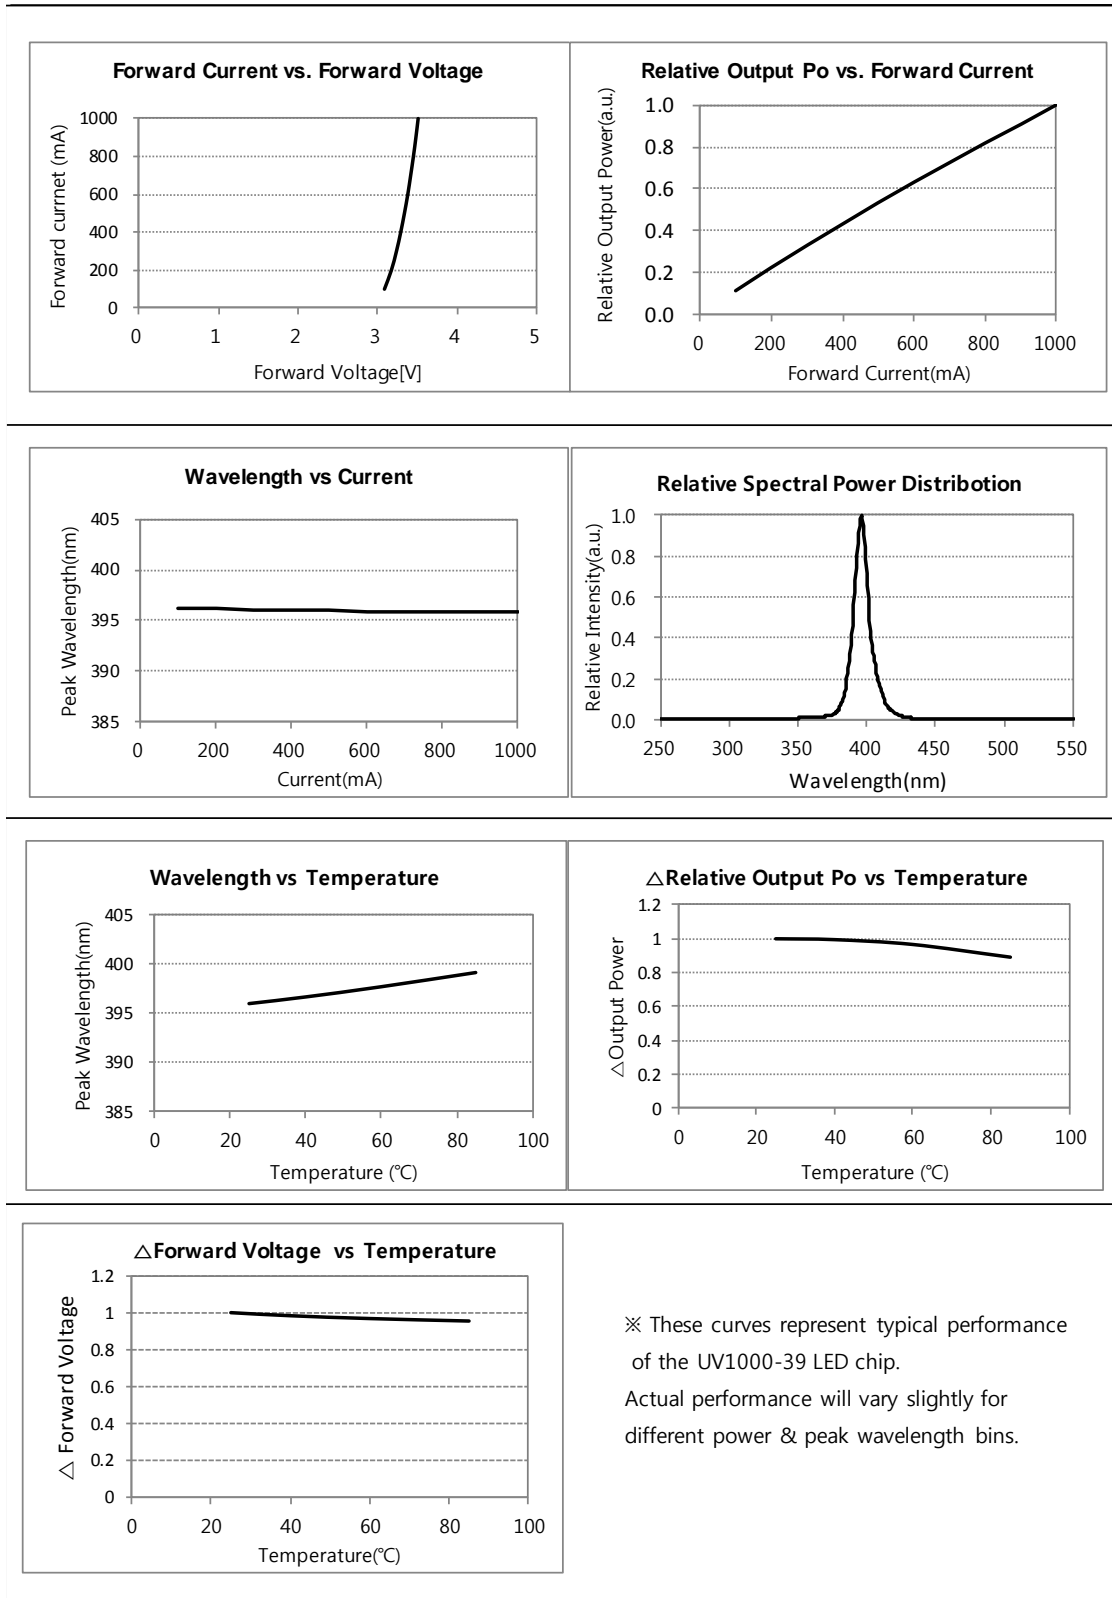 Forward Current vs. Forward Voltage
Forward currnet (mA)
1000
800
600
400
200
0
0 1 2 3 4 5
Forward Voltage[V]
Relative Output Po vs. Forward Current
Relative Output Power(a.u.)
1.0
0.8
0.6
0.4
0.2
0.0
0 200 400 600 800 1000
Forward Current(mA)
Wavelength vs Current
Peak Wavelength(nm)
405
400
395
390
385
0 200 400 600 800 1000
Current(mA)
Relative Spectral Power Distribotion
Relative Intensity(a.u.)
1.0
0.8
0.6
0.4
0.2
0.0
250 300 350 400 450 500 550
Wavelength(nm)
Wavelength vs Temperature
Peak Wavelength(nm)
405
400
395
390
385
0 20 40 60 80 100
Temperature (℃)
△Relative Output Po vs Temperature
△Output Power
1.2
1
0.8
0.6
0.4
0.2
0
0 20 40 60 80 100
Temperature (℃)
△Forward Voltage vs Temperature
△ Forward Voltage
1.2
1
0.8
0.6
0.4
0.2
0
0 20 40 60 80 100
Temperature(℃)
※ These curves represent typical performance
of the UV1000-39 LED chip.
Actual performance will vary slightly for
different power & peak wavelength bins.